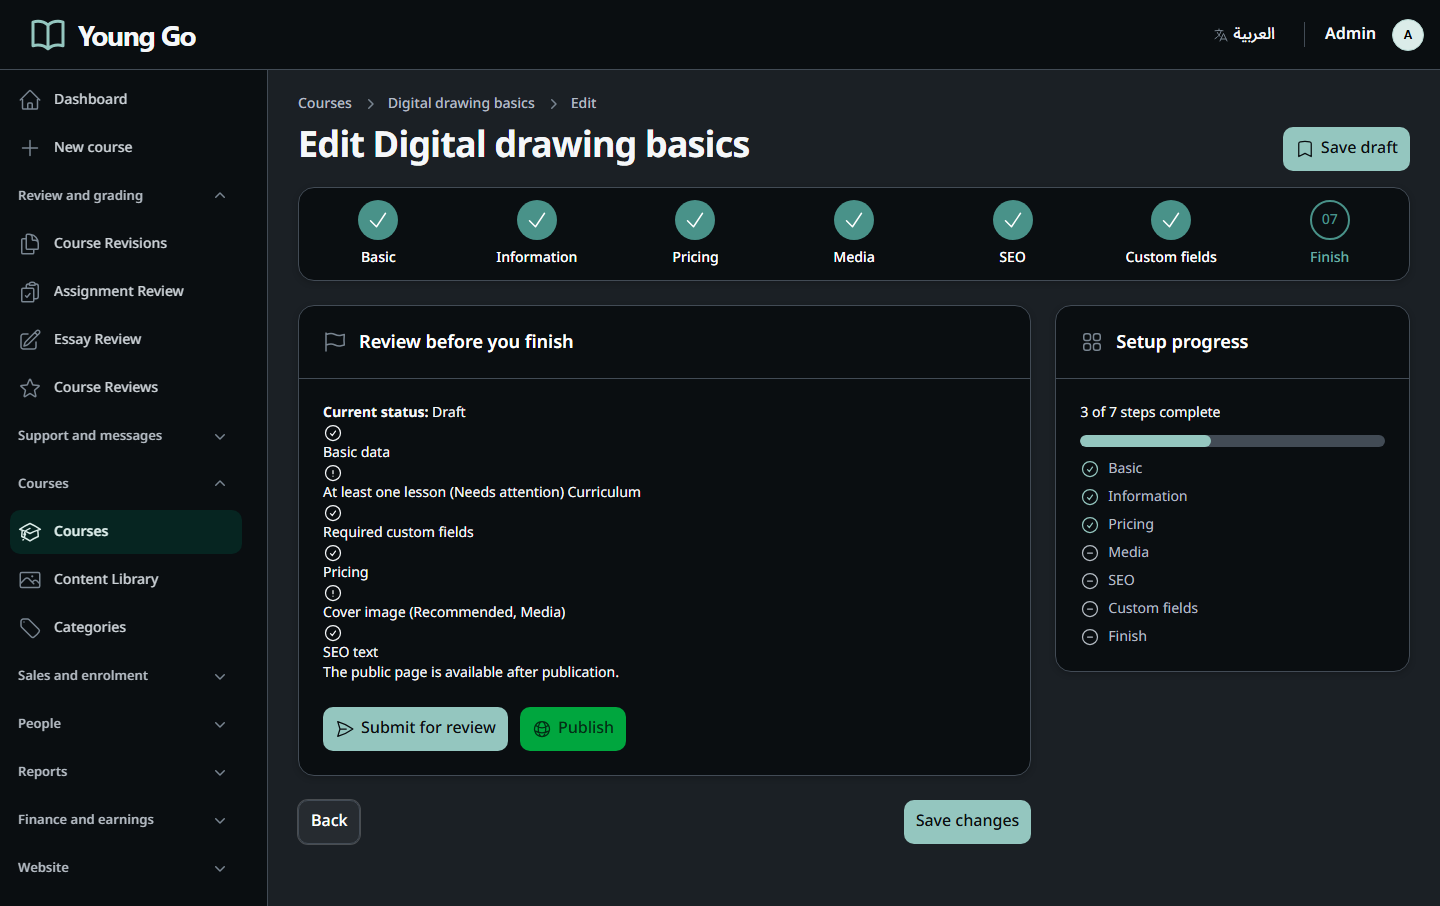 Young Go
العربية
Admin
A
Dashboard
New course
Review and grading
Course Revisions
Assignment Review
Essay Review
Course Reviews
Support and messages
Courses
Courses
Content Library
Categories
Sales and enrolment
People
Reports
Finance and earnings
Website
Courses > Digital drawing basics > Edit
Edit Digital drawing basics
Save draft
Basic
Information
Pricing
Media
SEO
Custom fields
07
Finish
Review before you finish
Current status: Draft
Basic data
At least one lesson (Needs attention) Curriculum
Required custom fields
Pricing
Cover image (Recommended, Media)
SEO text
The public page is available after publication.
Submit for review
Publish
Back
Save changes
Setup progress
3 of 7 steps complete
Basic
Information
Pricing
Media
SEO
Custom fields
Finish